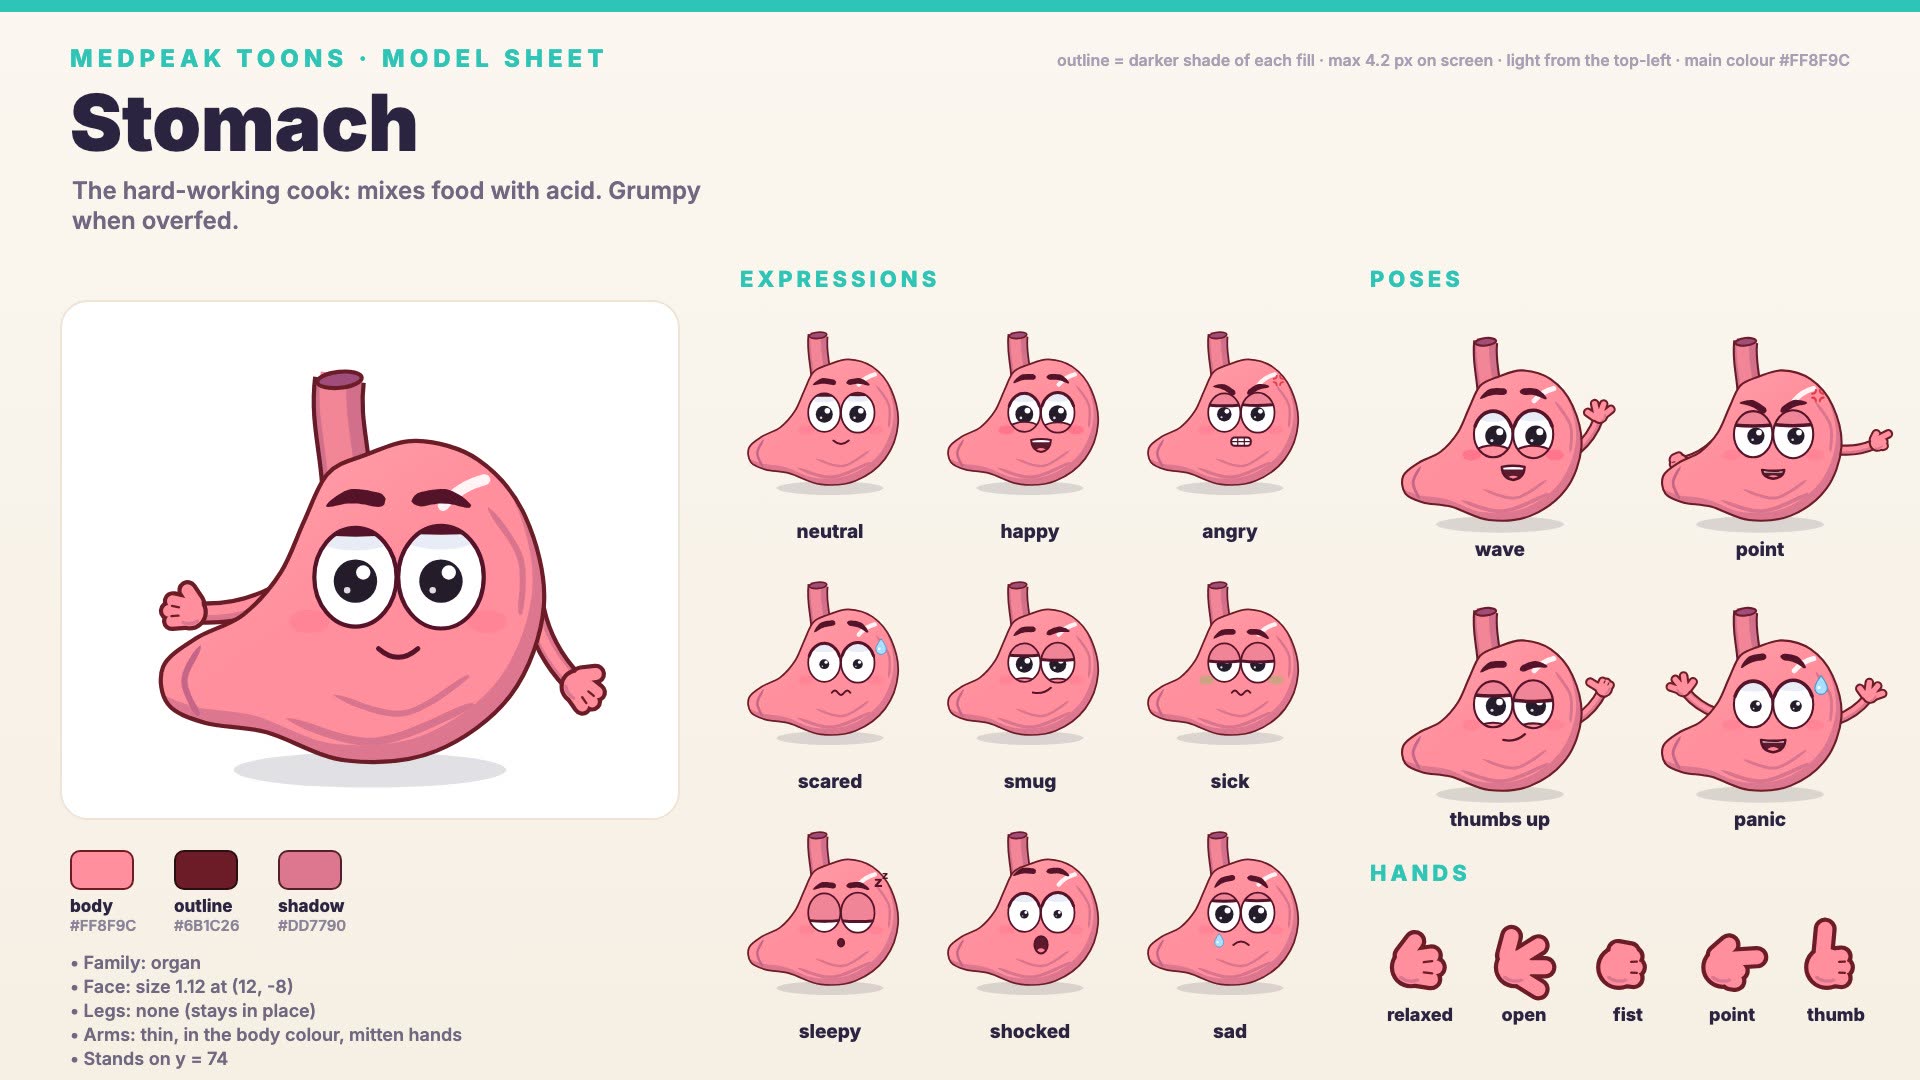 MEDPEAK TOONS · MODEL SHEET
outline = darker shade of each fill · max 4.2 px on screen · light from the top-left · main colour #FF8F9C
Stomach
The hard-working cook: mixes food with acid. Grumpy
when overfed.
EXPRESSIONS
neutral
happy
angry
scared
smug
sick
zz
sleepy
shocked
sad
POSES
wave
point
thumbs up
panic
HANDS
relaxed
open
fist
point
thumb
body
#FF8F9C
outline
#6B1C26
shadow
#DD7790
• Family: organ
• Face: size 1.12 at (12, -8)
• Legs: none (stays in place)
• Arms: thin, in the body colour, mitten hands
• Stands on y = 74